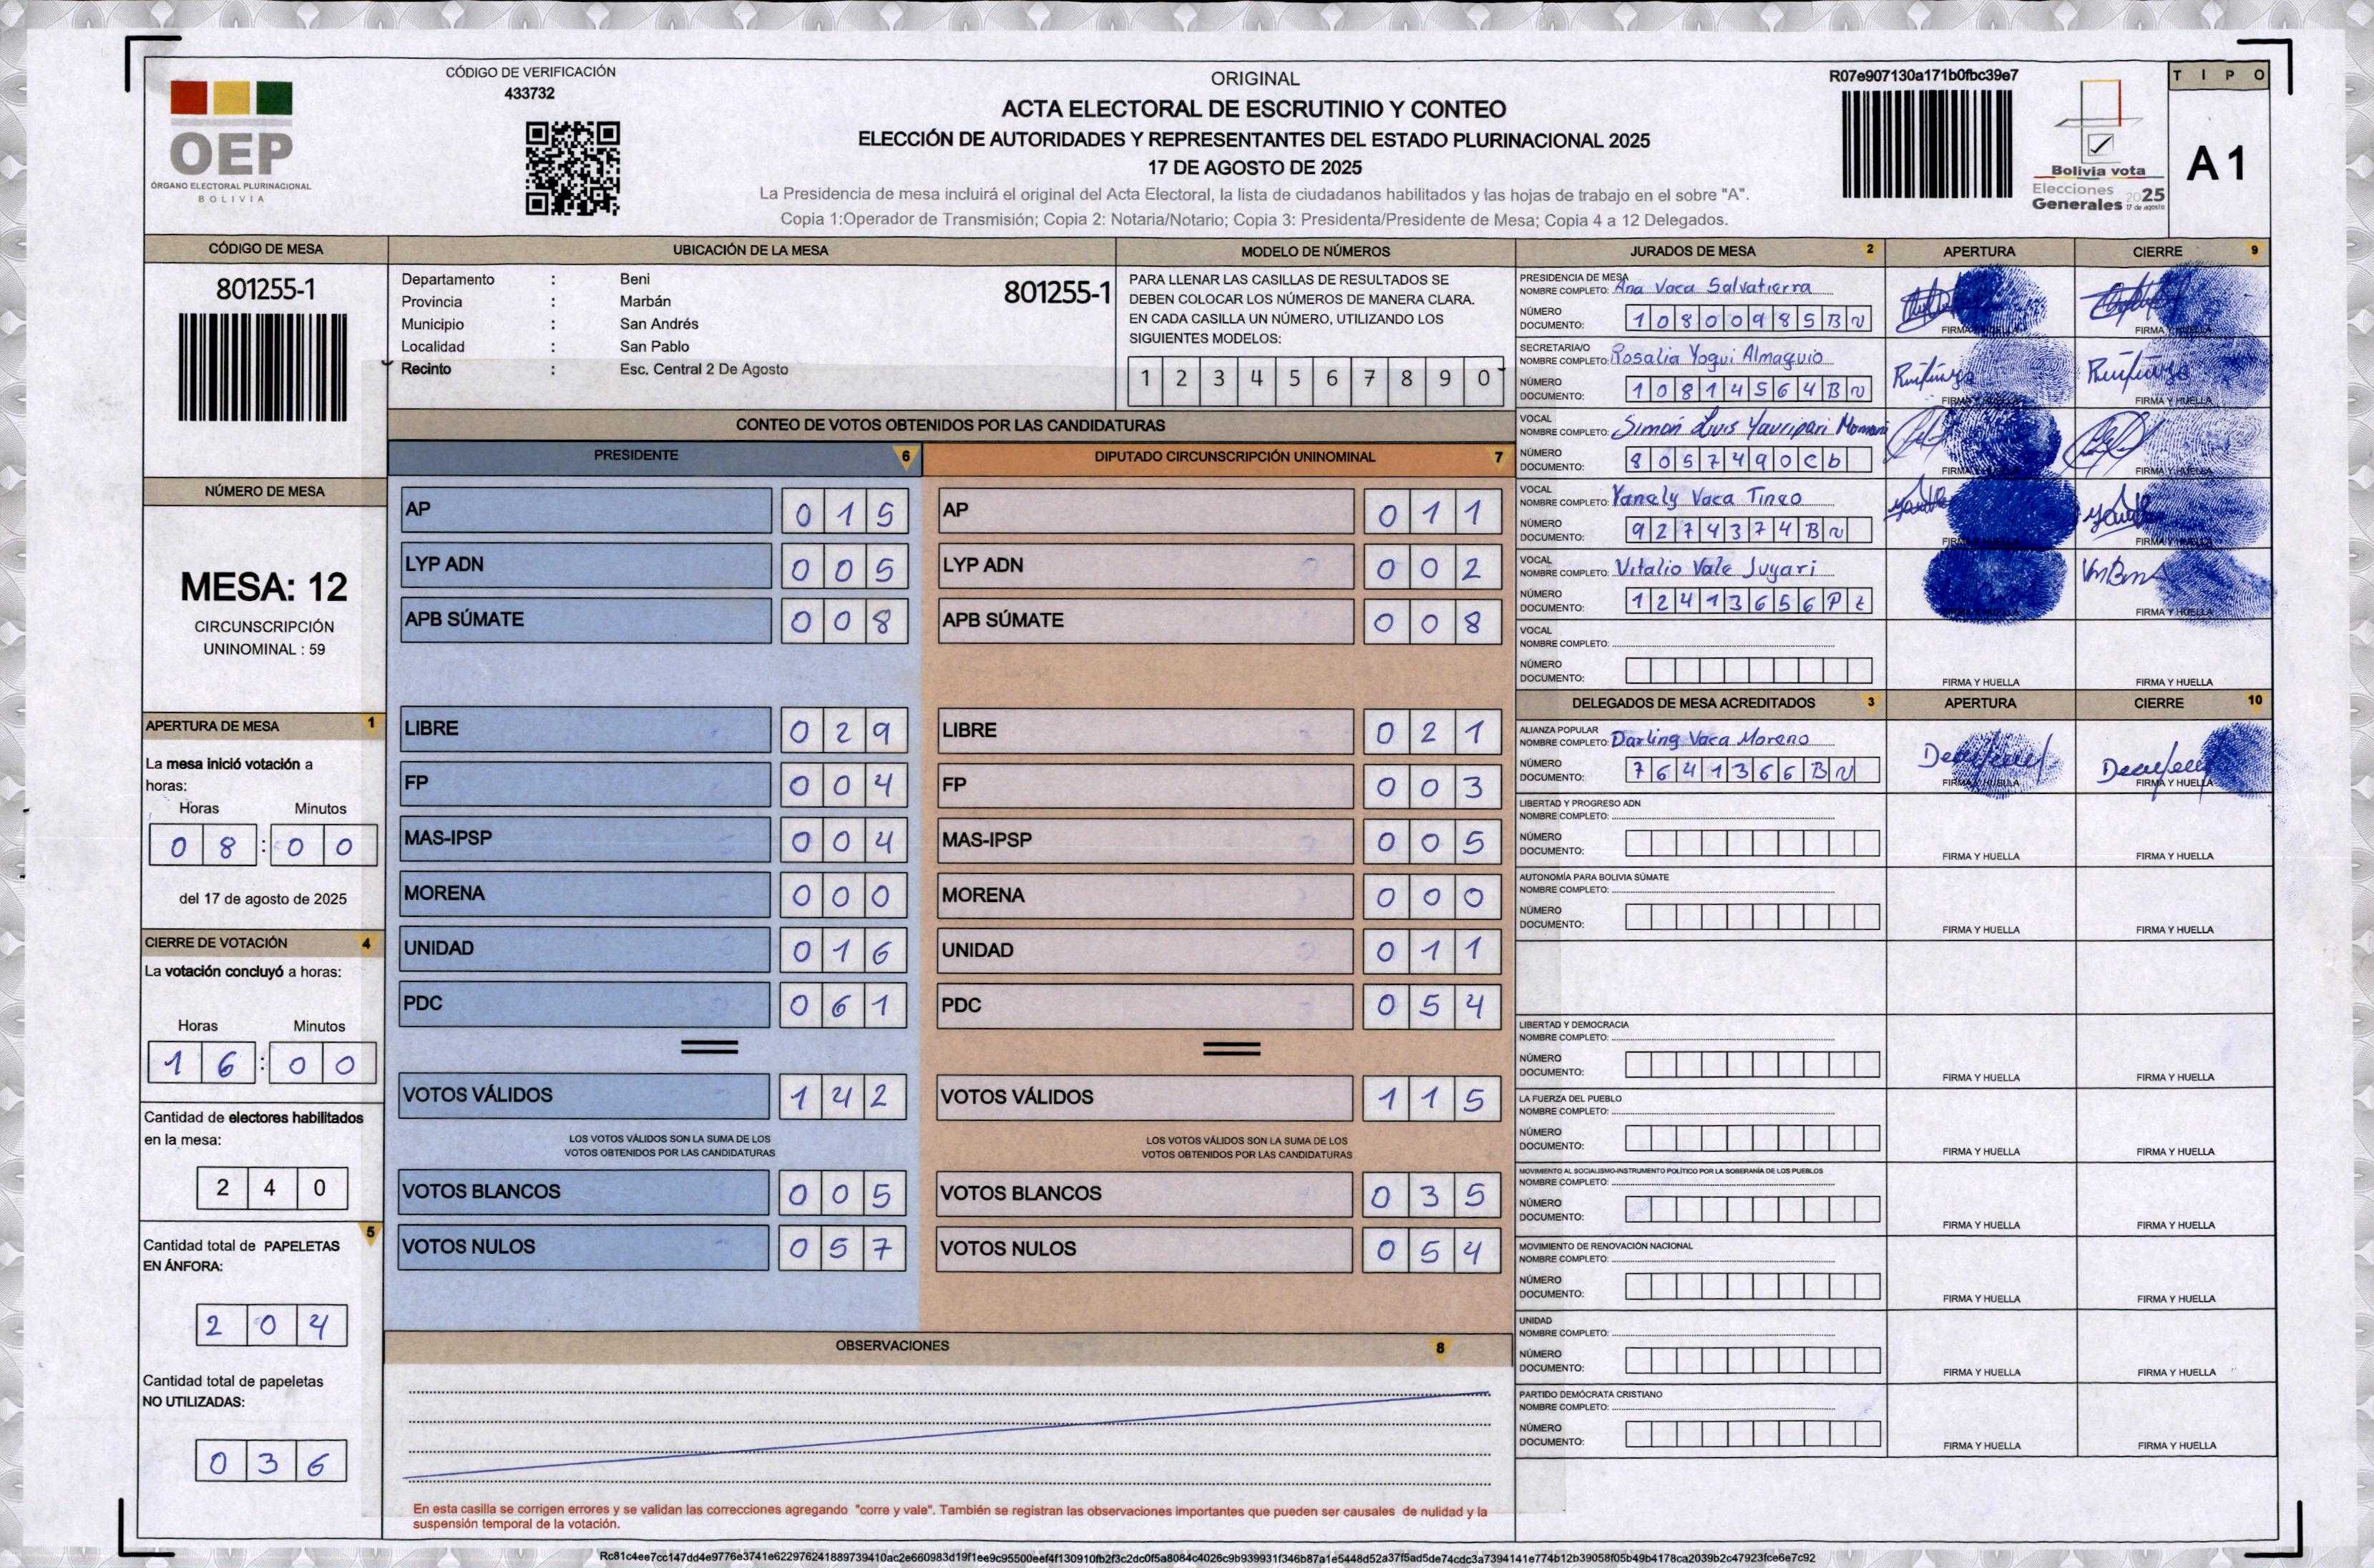 CÓDIGO DE VERIFICACIÓN
433732
OEP
ÓRGANO ELECTORAL PLURINACIONAL
BOLIVIA
ORIGINAL
ACTA ELECTORAL DE ESCRUTINIO Y CONTEO
ELECCIÓN DE AUTORIDADES Y REPRESENTANTES DEL ESTADO PLURINACIONAL 2025
17 DE AGOSTO DE 2025
La Presidencia de mesa incluirá el original del Acta Electoral, la lista de ciudadanos habilitados y las hojas de trabajo en el sobre "A".
Copia 1:Operador de Transmisión; Copia 2: Notaria/Notario; Copia 3: Presidenta/Presidente de Mesa; Copia 4 a 12 Delegados.
R07e907130a171b0fbc39e7
Bolivia vota
Elecciones 2025
Generales 17 de agosto
TIPO
A1
CÓDIGO DE MESA
801255-1
NÚMERO DE MESA
MESA: 12
CIRCUNSCRIPCIÓN
UNINOMINAL : 59
APERTURA DE MESA 1
La mesa inició votación a
horas:
Horas Minutos
08:00
del 17 de agosto de 2025
CIERRE DE VOTACIÓN 4
La votación concluyó a horas:
Horas Minutos
16:00
Cantidad de electores habilitados
en la mesa:
240
5
Cantidad total de PAPELETAS
EN ÁNFORA:
204
Cantidad total de papeletas
NO UTILIZADAS:
036
UBICACIÓN DE LA MESA
Departamento : Beni 801255-1
Provincia : Marbán
Municipio : San Andrés
Localidad : San Pablo
Recinto : Esc. Central 2 De Agosto
MODELO DE NÚMEROS
PARA LLENAR LAS CASILLAS DE RESULTADOS SE
DEBEN COLOCAR LOS NÚMEROS DE MANERA CLARA.
EN CADA CASILLA UN NÚMERO, UTILIZANDO LOS
SIGUIENTES MODELOS:
1 2 3 4 5 6 7 8 9 0
CONTEO DE VOTOS OBTENIDOS POR LAS CANDIDATURAS
PRESIDENTE 6
AP 015
LYP ADN 005
APB SÚMATE 008
LIBRE 029
FP 004
MAS-IPSP 004
MORENA 000
UNIDAD 016
PDC 061
VOTOS VÁLIDOS 142
LOS VOTOS VÁLIDOS SON LA SUMA DE LOS
VOTOS OBTENIDOS POR LAS CANDIDATURAS
VOTOS BLANCOS 005
VOTOS NULOS 057
DIPUTADO CIRCUNSCRIPCIÓN UNINOMINAL 7
AP 011
LYP ADN 002
APB SÚMATE 008
LIBRE 021
FP 003
MAS-IPSP 005
MORENA 000
UNIDAD 011
PDC 054
VOTOS VÁLIDOS 115
LOS VOTOS VÁLIDOS SON LA SUMA DE LOS
VOTOS OBTENIDOS POR LAS CANDIDATURAS
VOTOS BLANCOS 035
VOTOS NULOS 054
OBSERVACIONES 8
En esta casilla se corrigen errores y se validan las correcciones agregando "corre y vale". También se registran las observaciones importantes que pueden ser causales de nulidad y la
suspensión temporal de la votación.
JURADOS DE MESA 2 APERTURA CIERRE 9
PRESIDENCIA DE MESA
NOMBRE COMPLETO: Ana Vaca Salvatierra
NÚMERO
DOCUMENTO: 10800985BN
FIRMA Y HUELLA FIRMA Y HUELLA
SECRETARIA/O
NOMBRE COMPLETO: Rosalia Yogui Almaquio
NÚMERO
DOCUMENTO: 10814564BN
FIRMA Y HUELLA FIRMA Y HUELLA
VOCAL
NOMBRE COMPLETO: Simón Luis Yauripari Momani
NÚMERO
DOCUMENTO: 8057490Cb
FIRMA Y HUELLA FIRMA Y HUELLA
VOCAL
NOMBRE COMPLETO: Yanely Vaca Tineo
NÚMERO
DOCUMENTO: 9274374BN
FIRMA Y HUELLA FIRMA Y HUELLA
VOCAL
NOMBRE COMPLETO: Vitalio Vale Juyari
NÚMERO
DOCUMENTO: 12413656Pt
FIRMA Y HUELLA FIRMA Y HUELLA
VOCAL
NOMBRE COMPLETO:
NÚMERO
DOCUMENTO:
FIRMA Y HUELLA FIRMA Y HUELLA
DELEGADOS DE MESA ACREDITADOS 3 APERTURA CIERRE 10
ALIANZA POPULAR
NOMBRE COMPLETO: Darling Vaca Moreno
NÚMERO
DOCUMENTO: 7641366BN
FIRMA Y HUELLA FIRMA Y HUELLA
LIBERTAD Y PROGRESO ADN
NOMBRE COMPLETO:
NÚMERO
DOCUMENTO:
FIRMA Y HUELLA FIRMA Y HUELLA
AUTONOMÍA PARA BOLIVIA SÚMATE
NOMBRE COMPLETO:
NÚMERO
DOCUMENTO:
FIRMA Y HUELLA FIRMA Y HUELLA
LIBERTAD Y DEMOCRACIA
NOMBRE COMPLETO:
NÚMERO
DOCUMENTO:
FIRMA Y HUELLA FIRMA Y HUELLA
LA FUERZA DEL PUEBLO
NOMBRE COMPLETO:
NÚMERO
DOCUMENTO:
FIRMA Y HUELLA FIRMA Y HUELLA
MOVIMIENTO AL SOCIALISMO-INSTRUMENTO POLÍTICO POR LA SOBERANÍA DE LOS PUEBLOS
NOMBRE COMPLETO:
NÚMERO
DOCUMENTO:
FIRMA Y HUELLA FIRMA Y HUELLA
MOVIMIENTO DE RENOVACIÓN NACIONAL
NOMBRE COMPLETO:
NÚMERO
DOCUMENTO:
FIRMA Y HUELLA FIRMA Y HUELLA
UNIDAD
NOMBRE COMPLETO:
NÚMERO
DOCUMENTO:
FIRMA Y HUELLA FIRMA Y HUELLA
PARTIDO DEMÓCRATA CRISTIANO
NOMBRE COMPLETO:
NÚMERO
DOCUMENTO:
FIRMA Y HUELLA FIRMA Y HUELLA